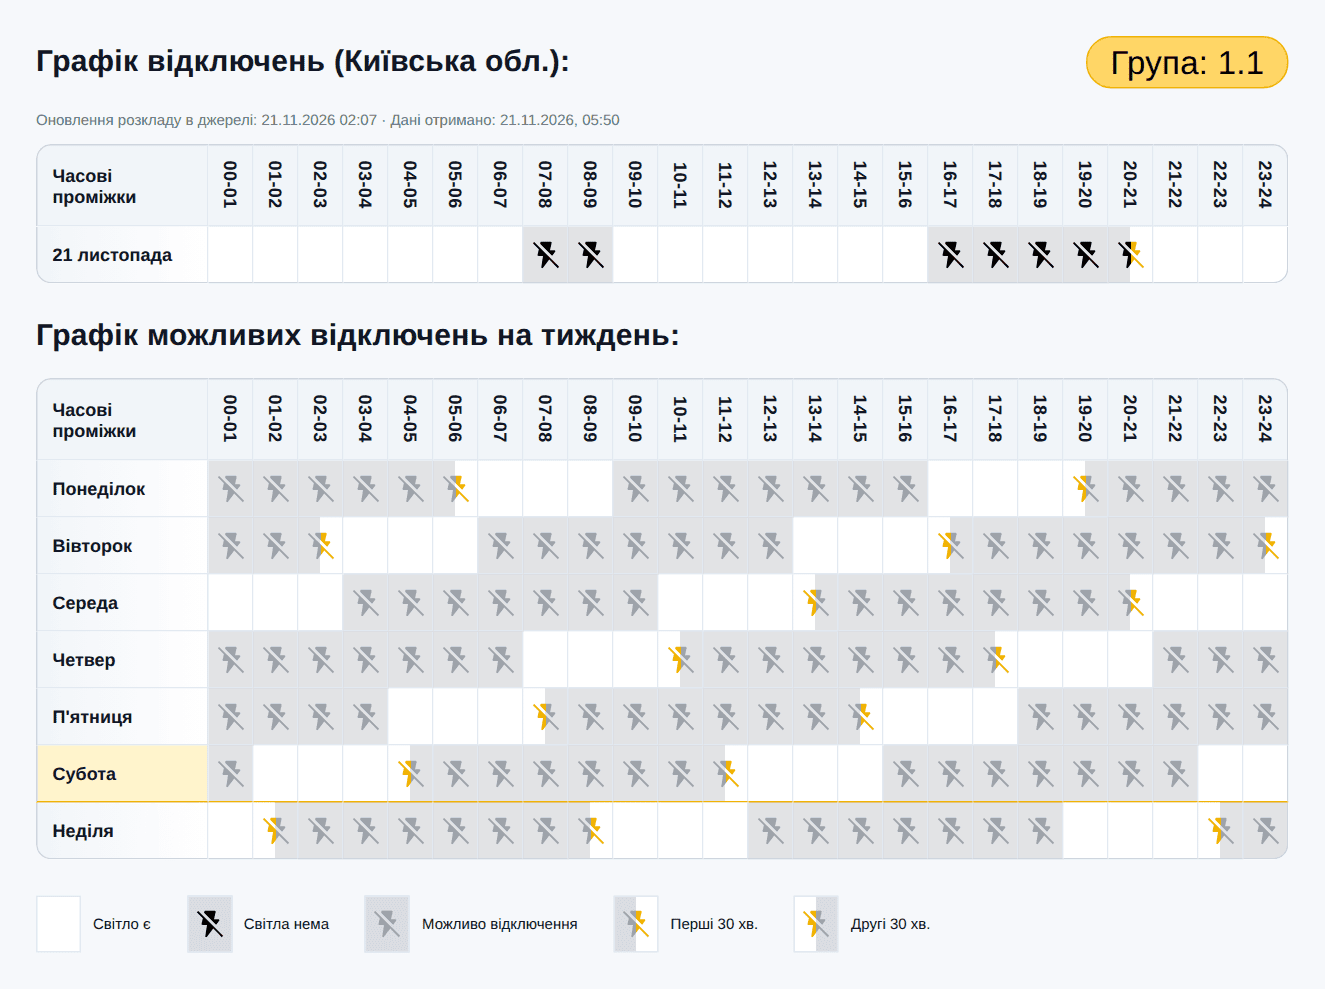 Графік відключень (Київська обл.):
Група: 1.1
Оновлення розкладу в джерелі: 21.11.2026 02:07 · Дані отримано: 21.11.2026, 05:50
Часові проміжки 00-01 01-02 02-03 03-04 04-05 05-06 06-07 07-08 08-09 09-10 10-11 11-12 12-13 13-14 14-15 15-16 16-17 17-18 18-19 19-20 20-21 21-22 22-23 23-24
21 листопада
Графік можливих відключень на тиждень:
Часові проміжки 00-01 01-02 02-03 03-04 04-05 05-06 06-07 07-08 08-09 09-10 10-11 11-12 12-13 13-14 14-15 15-16 16-17 17-18 18-19 19-20 20-21 21-22 22-23 23-24
Понеділок
Вівторок
Середа
Четвер
П'ятниця
Субота
Неділя
Світло є Світла нема Можливо відключення Перші 30 хв. Другі 30 хв.